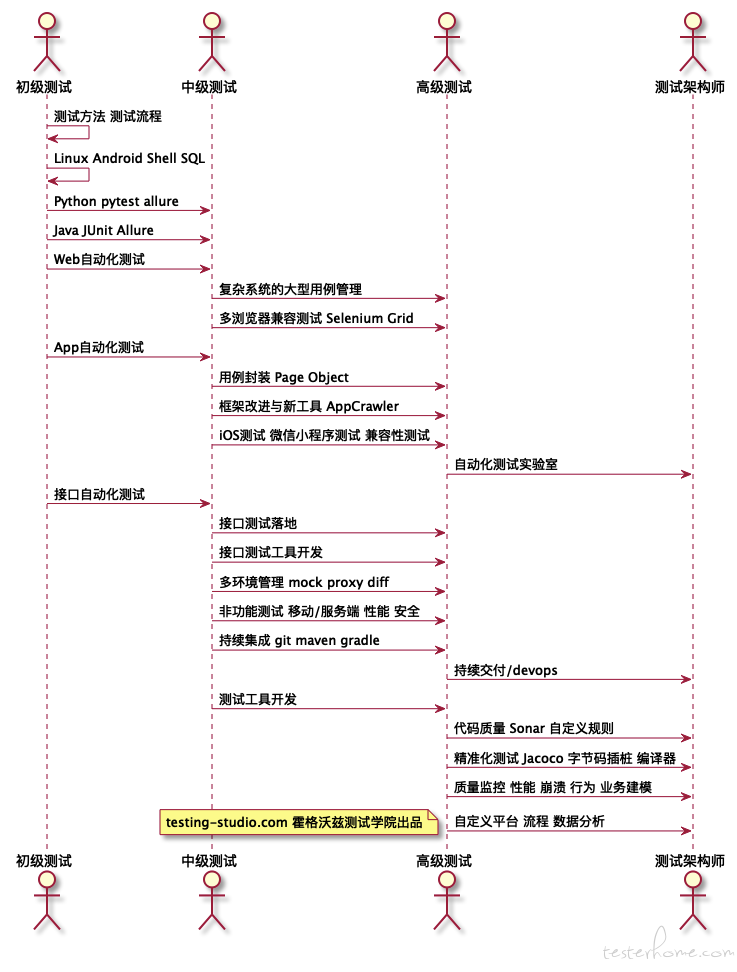 初级测试 中级测试 高级测试 测试架构师
测试方法 测试流程
Linux Android Shell SQL
Python pytest allure
Java JUnit Allure
Web自动化测试
复杂系统的大型用例管理
多浏览器兼容测试 Selenium Grid
App自动化测试
用例封装 Page Object
框架改进与新工具 AppCrawler
iOS测试 微信小程序测试 兼容性测试
自动化测试实验室
接口自动化测试
接口测试落地
接口测试工具开发
多环境管理 mock proxy diff
非功能测试 移动/服务端 性能 安全
持续集成 git maven gradle
持续交付/devops
测试工具开发
代码质量 Sonar 自定义规则
精准化测试 Jacoco 字节码插桩 编译器
质量监控 性能 崩溃 行为 业务建模
testing-studio.com 霍格沃兹测试学院出品 自定义平台 流程 数据分析
初级测试 中级测试 高级测试 测试架构师
testerhome.com